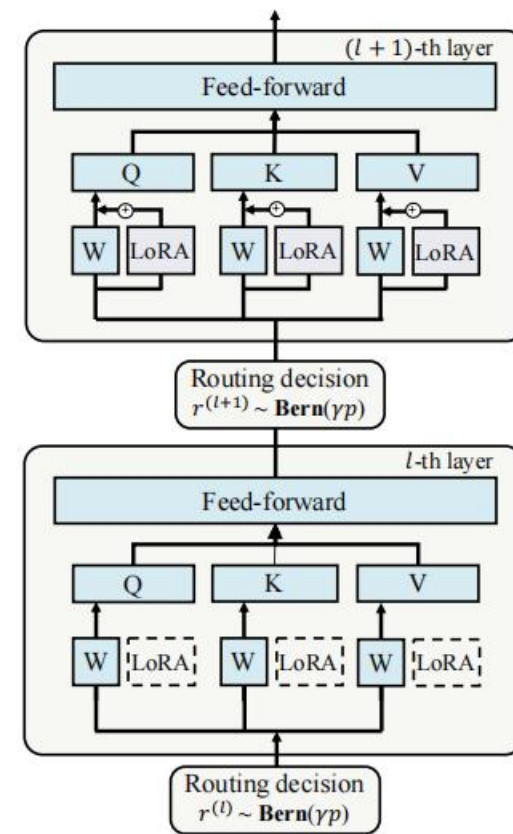 (l + 1)-th layer
Feed-forward
Q K V
W LoRA W LoRA W LoRA
Routing decision
r^(l+1) ~ Bern(γp)
l-th layer
Feed-forward
Q K V
W LoRA W LoRA W LoRA
Routing decision
r^(l) ~ Bern(γp)